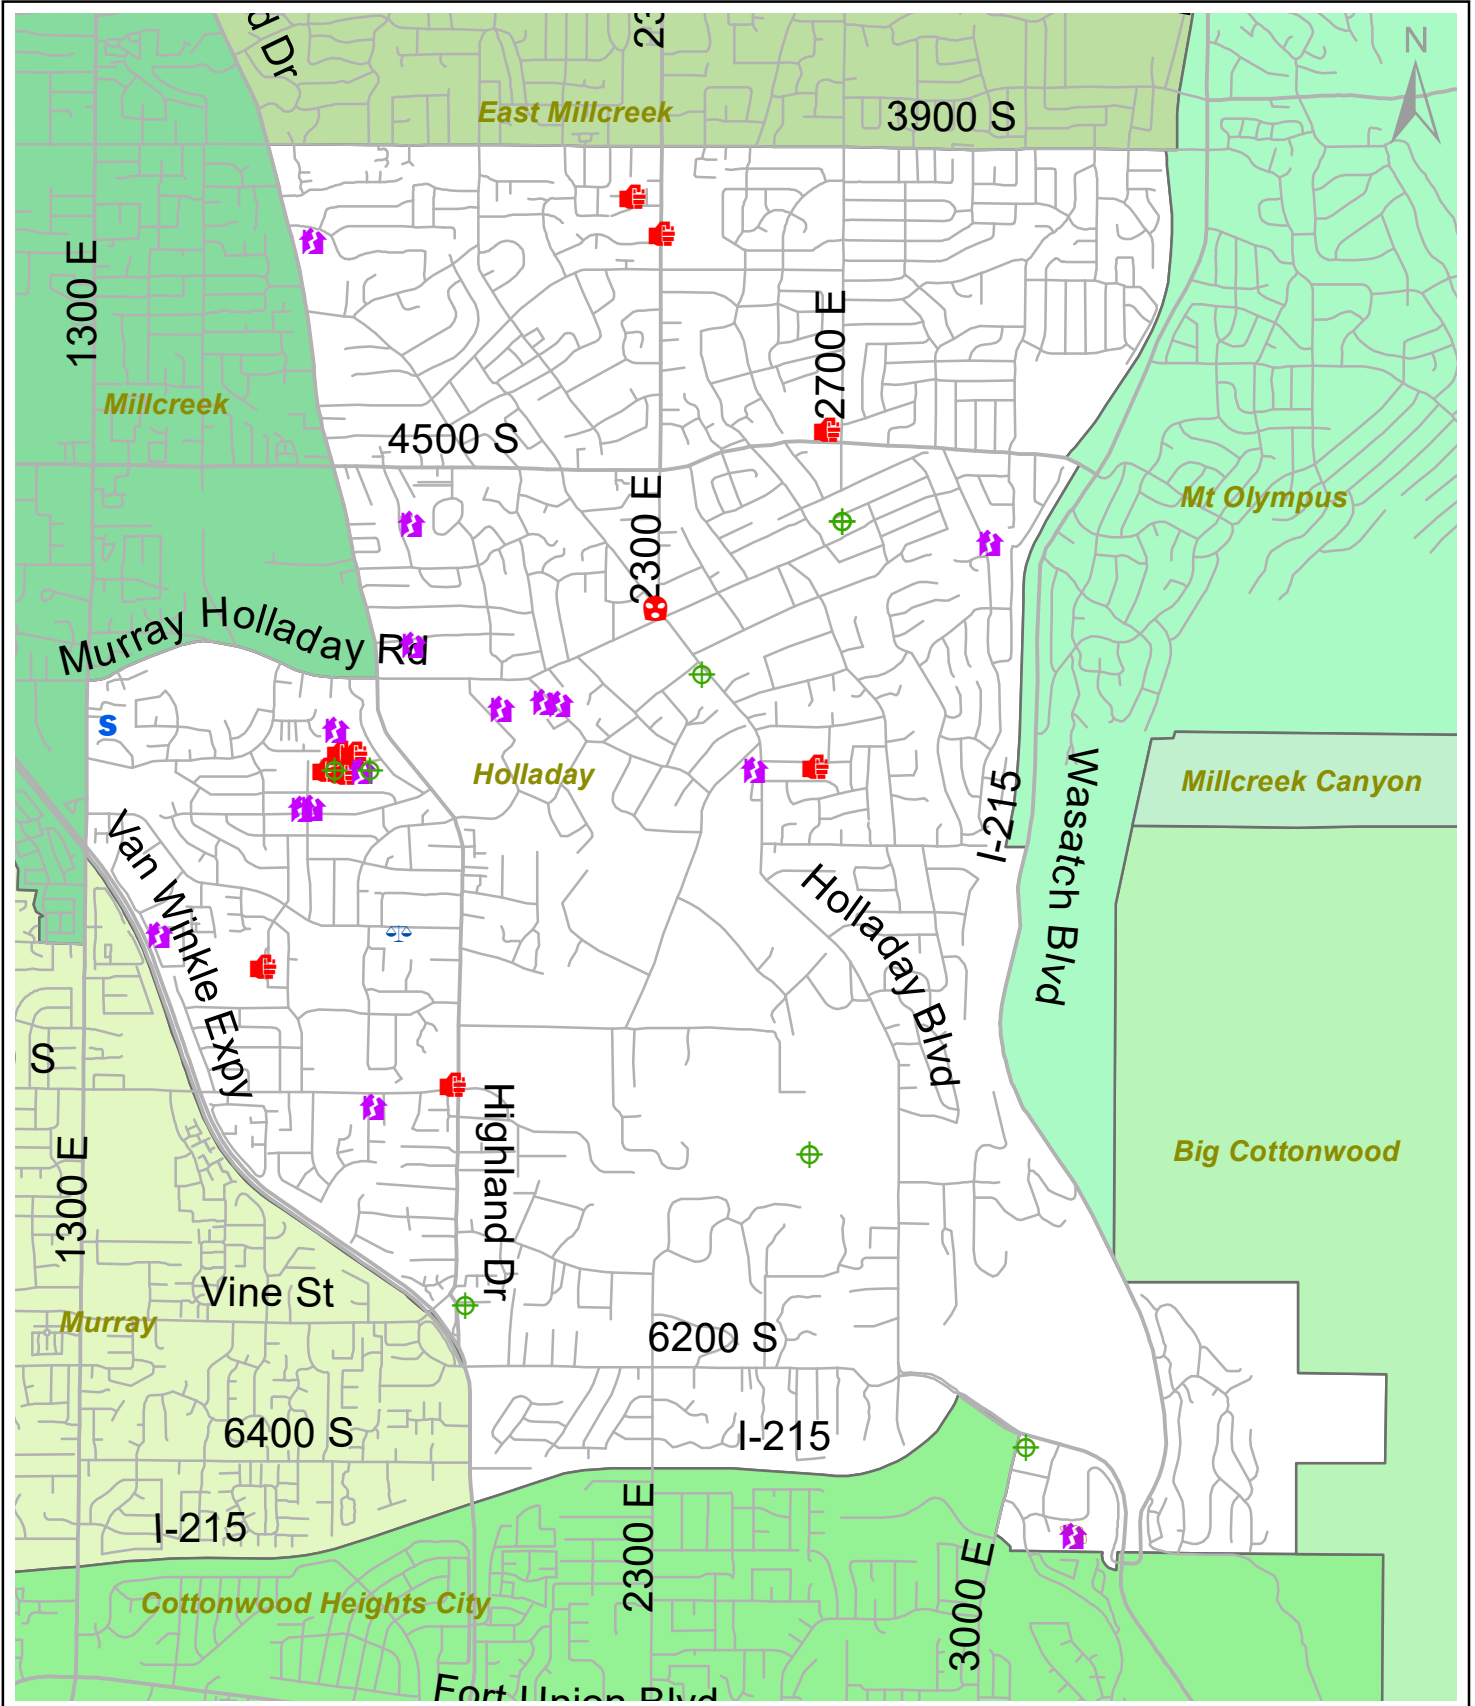 d Dr
23
N
East Millcreek
3900 S
1300 E
2700 E
Millcreek
4500 S
Mt Olympus
2300 E
Murray Holladay Rd
S
Holladay
I-215
Wasatch Blvd
Millcreek Canyon
Van Winkle Expy
Holladay Blvd
S
Highland Dr
1300 E
Big Cottonwood
Vine St
Murray
6200 S
6400 S
I-215
I-215
2300 E
3000 E
Cottonwood Heights City
Fort Union Blvd